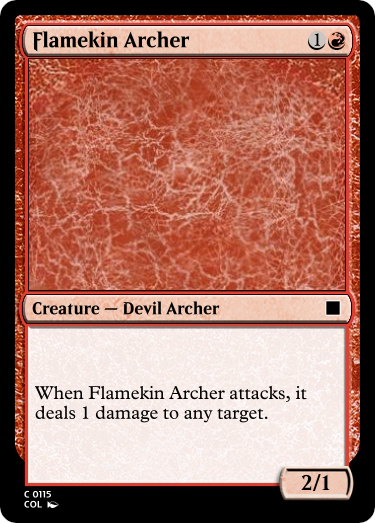 Flamekin Archer 1
Creature — Devil Archer
When Flamekin Archer attacks, it
deals 1 damage to any target.
2/1
C 0115
COL